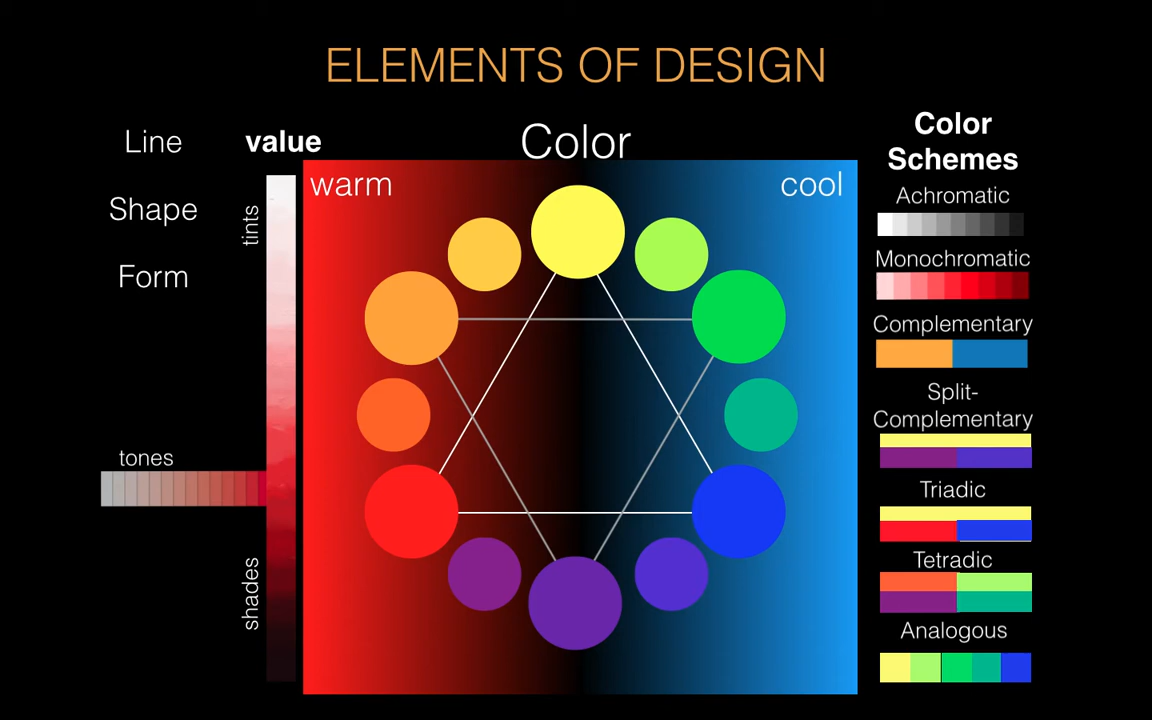 ELEMENTS OF DESIGN
Line
Shape
Form
value
tints
tones
shades
Color
warm
cool
Color
Schemes
Achromatic
Monochromatic
Complementary
Split-
Complementary
Triadic
Tetradic
Analogous